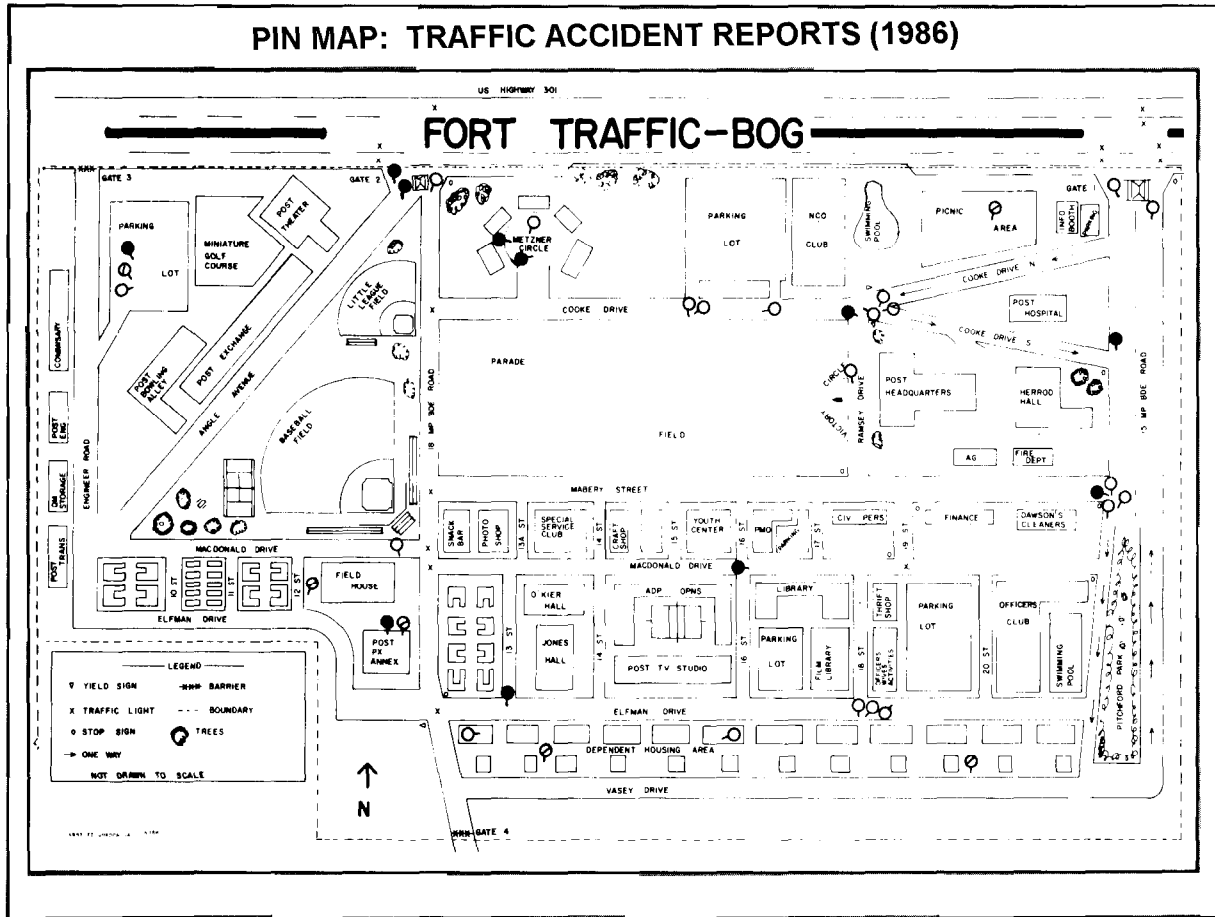 PIN MAP: TRAFFIC ACCIDENT REPORTS (1986)
US HIGHWAY 301
FORT TRAFFIC-BOG
GATE 3
GATE 2
GATE 1
PARKING
LOT
MINIATURE
GOLF
COURSE
POST
THEATER
METZNER
CIRCLE
PARKING
LOT
NCO
CLUB
SWIMMING
POOL
PICNIC
AREA
INFO
BOOTH
PARKING
COMMISSARY
POST ENG
QM
STORAGE
POST TRANS
ENGINEER ROAD
POST
BOWLING
ALLEY
POST EXCHANGE
ANGLE AVENUE
LITTLE
LEAGUE
FIELD
BASEBALL
FIELD
18 MP BDE ROAD
COOKE DRIVE
COOKE DRIVE N
COOKE DRIVE S
POST
HOSPITAL
PARADE
FIELD
VICTORY
CIRCLE
RAMSEY DRIVE
POST
HEADQUARTERS
HERROD
HALL
15 MP BDE ROAD
AG
FIRE
DEPT
MABERY STREET
SNACK
BAR
PHOTO
SHOP
13A ST
SPECIAL
SERVICE
CLUB
14 ST
CRAFT
SHOP
15 ST
YOUTH
CENTER
16 ST
PMO
PARKING
17 ST
CIV PERS
19 ST
FINANCE
DAWSON'S
CLEANERS
MACDONALD DRIVE
MACDONALD DRIVE
10 ST
11 ST
12 ST
FIELD
HOUSE
ELFMAN DRIVE
POST
PX
ANNEX
13 ST
O KIER
HALL
JONES
HALL
14 ST
ADP OPNS
POST TV STUDIO
16 ST
LIBRARY
PARKING
LOT
FILM
LIBRARY
18 ST
THRIFT
SHOP
OFFICERS
WIVES
ACTIVITIES
PARKING
LOT
20 ST
OFFICERS
CLUB
SWIMMING
POOL
PITCHFORD PARK
ELFMAN DRIVE
DEPENDENT HOUSING AREA
VASEY DRIVE
GATE 4
N
LEGEND
YIELD SIGN
BARRIER
X TRAFFIC LIGHT
BOUNDARY
STOP SIGN
TREES
ONE WAY
NOT DRAWN TO SCALE